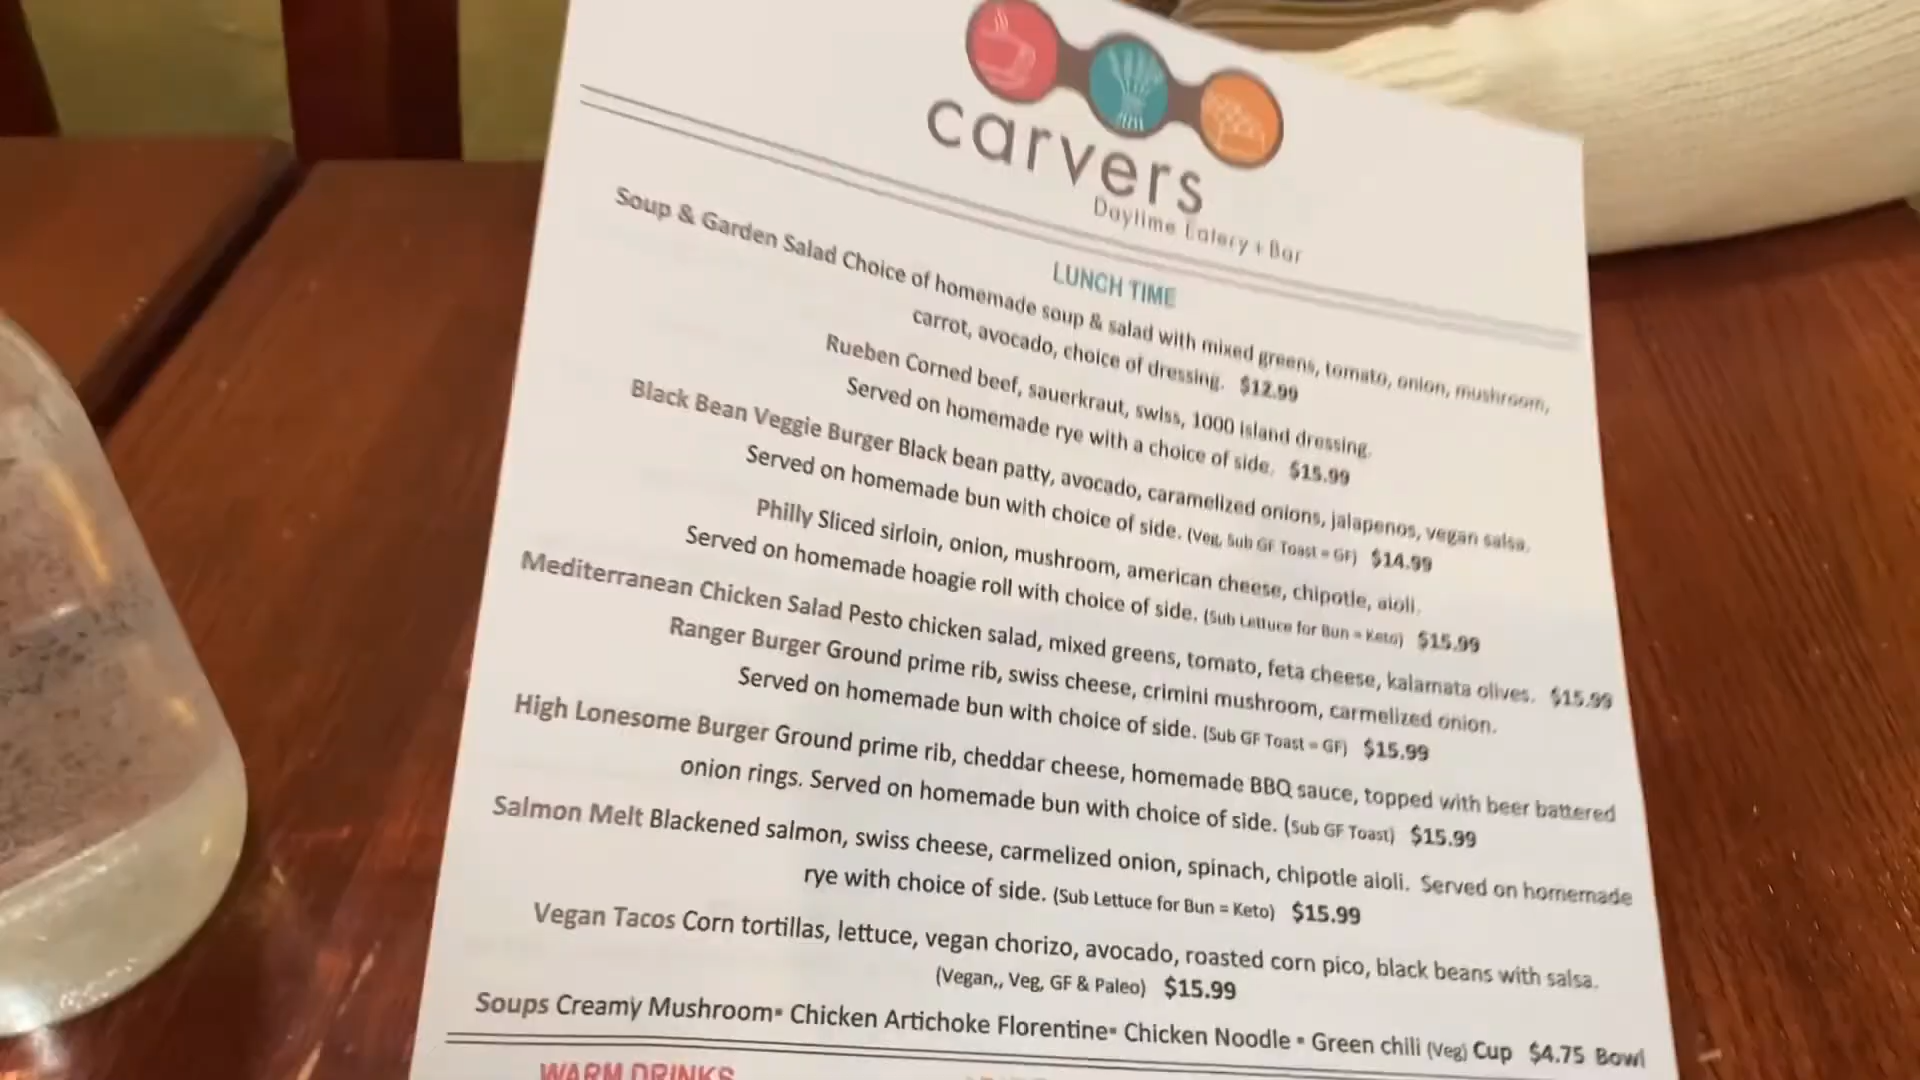 carvers
Daytime Eatery + Bar
LUNCH TIME
Soup & Garden Salad Choice of homemade soup & salad with mixed greens, tomato, onion, mushroom,
carrot, avocado, choice of dressing. $12.99
Rueben Corned beef, sauerkraut, swiss, 1000 island dressing.
Served on homemade rye with a choice of side. $15.99
Black Bean Veggie Burger Black bean patty, avocado, caramelized onions, jalapenos, vegan salsa.
Served on homemade bun with choice of side. (Veg, Sub GF Toast = GF) $14.99
Philly Sliced sirloin, onion, mushroom, american cheese, chipotle, aioli.
Served on homemade hoagie roll with choice of side. (Sub Lettuce for Bun = Keto) $15.99
Mediterranean Chicken Salad Pesto chicken salad, mixed greens, tomato, feta cheese, kalamata olives. $15.99
Ranger Burger Ground prime rib, swiss cheese, crimini mushroom, carmelized onion.
Served on homemade bun with choice of side. (Sub GF Toast = GF) $15.99
High Lonesome Burger Ground prime rib, cheddar cheese, homemade BBQ sauce, topped with beer battered
onion rings. Served on homemade bun with choice of side. (Sub GF Toast) $15.99
Salmon Melt Blackened salmon, swiss cheese, carmelized onion, spinach, chipotle aioli. Served on homemade
rye with choice of side. (Sub Lettuce for Bun = Keto) $15.99
Vegan Tacos Corn tortillas, lettuce, vegan chorizo, avocado, roasted corn pico, black beans with salsa.
(Vegan,, Veg, GF & Paleo) $15.99
Soups Creamy Mushroom▪ Chicken Artichoke Florentine▪ Chicken Noodle ▪ Green chili (Veg) Cup $4.75 Bowl
WARM DRINKS